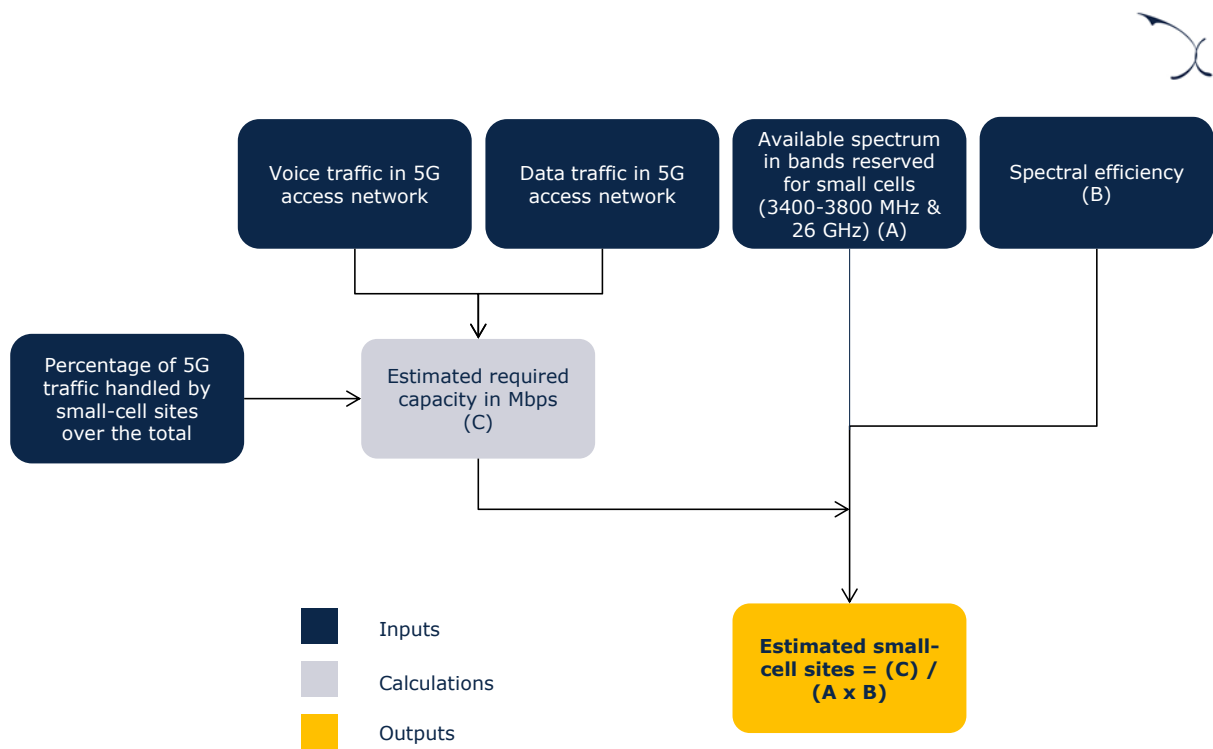 Voice traffic in 5G
access network
Data traffic in 5G
access network
Available spectrum
in bands reserved
for small cells
(3400-3800 MHz &
26 GHz) (A)
Spectral efficiency
(B)
Percentage of 5G
traffic handled by
small-cell sites
over the total
Estimated required
capacity in Mbps
(C)
Estimated small-
cell sites = (C) /
(A x B)
Inputs
Calculations
Outputs